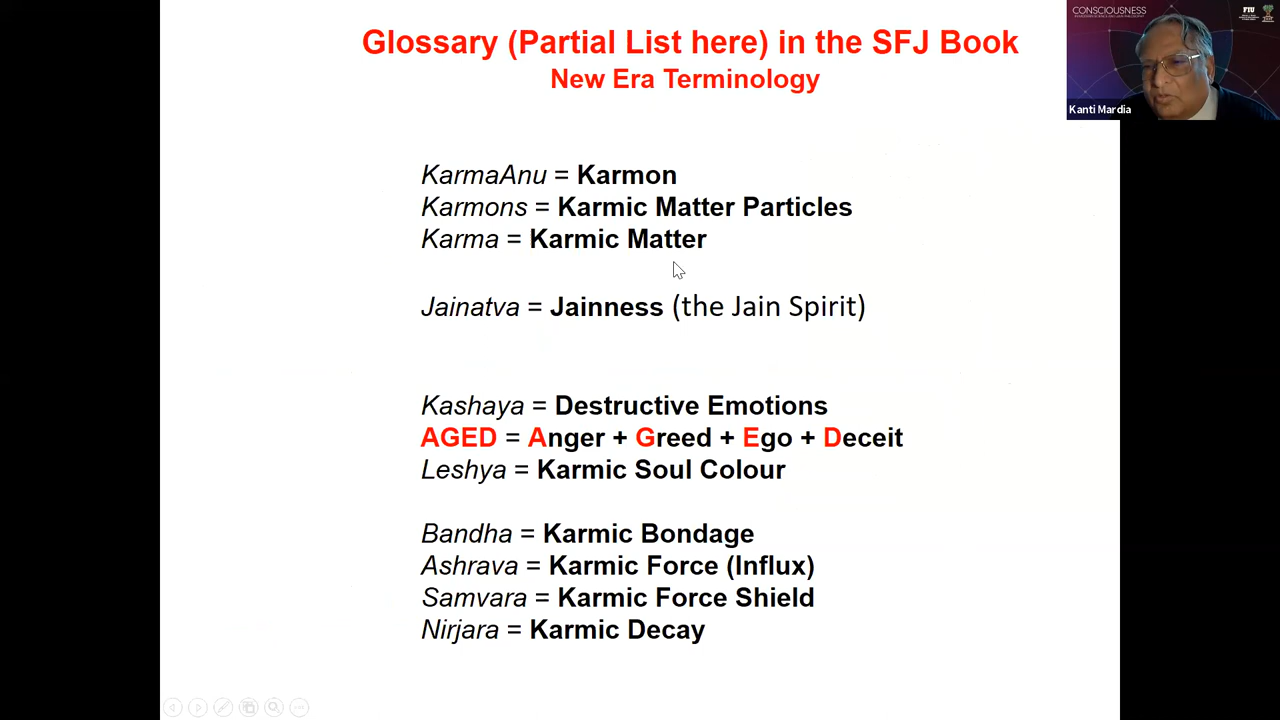 Glossary (Partial List here) in the SFJ Book
New Era Terminology
KarmaAnu = Karmon
Karmons = Karmic Matter Particles
Karma = Karmic Matter
Jainatva = Jainness (the Jain Spirit)
Kashaya = Destructive Emotions
AGED = Anger + Greed + Ego + Deceit
Leshya = Karmic Soul Colour
Bandha = Karmic Bondage
Ashrava = Karmic Force (Influx)
Samvara = Karmic Force Shield
Nirjara = Karmic Decay
CONSCIOUSNESS
FIU
Kanti Mardia